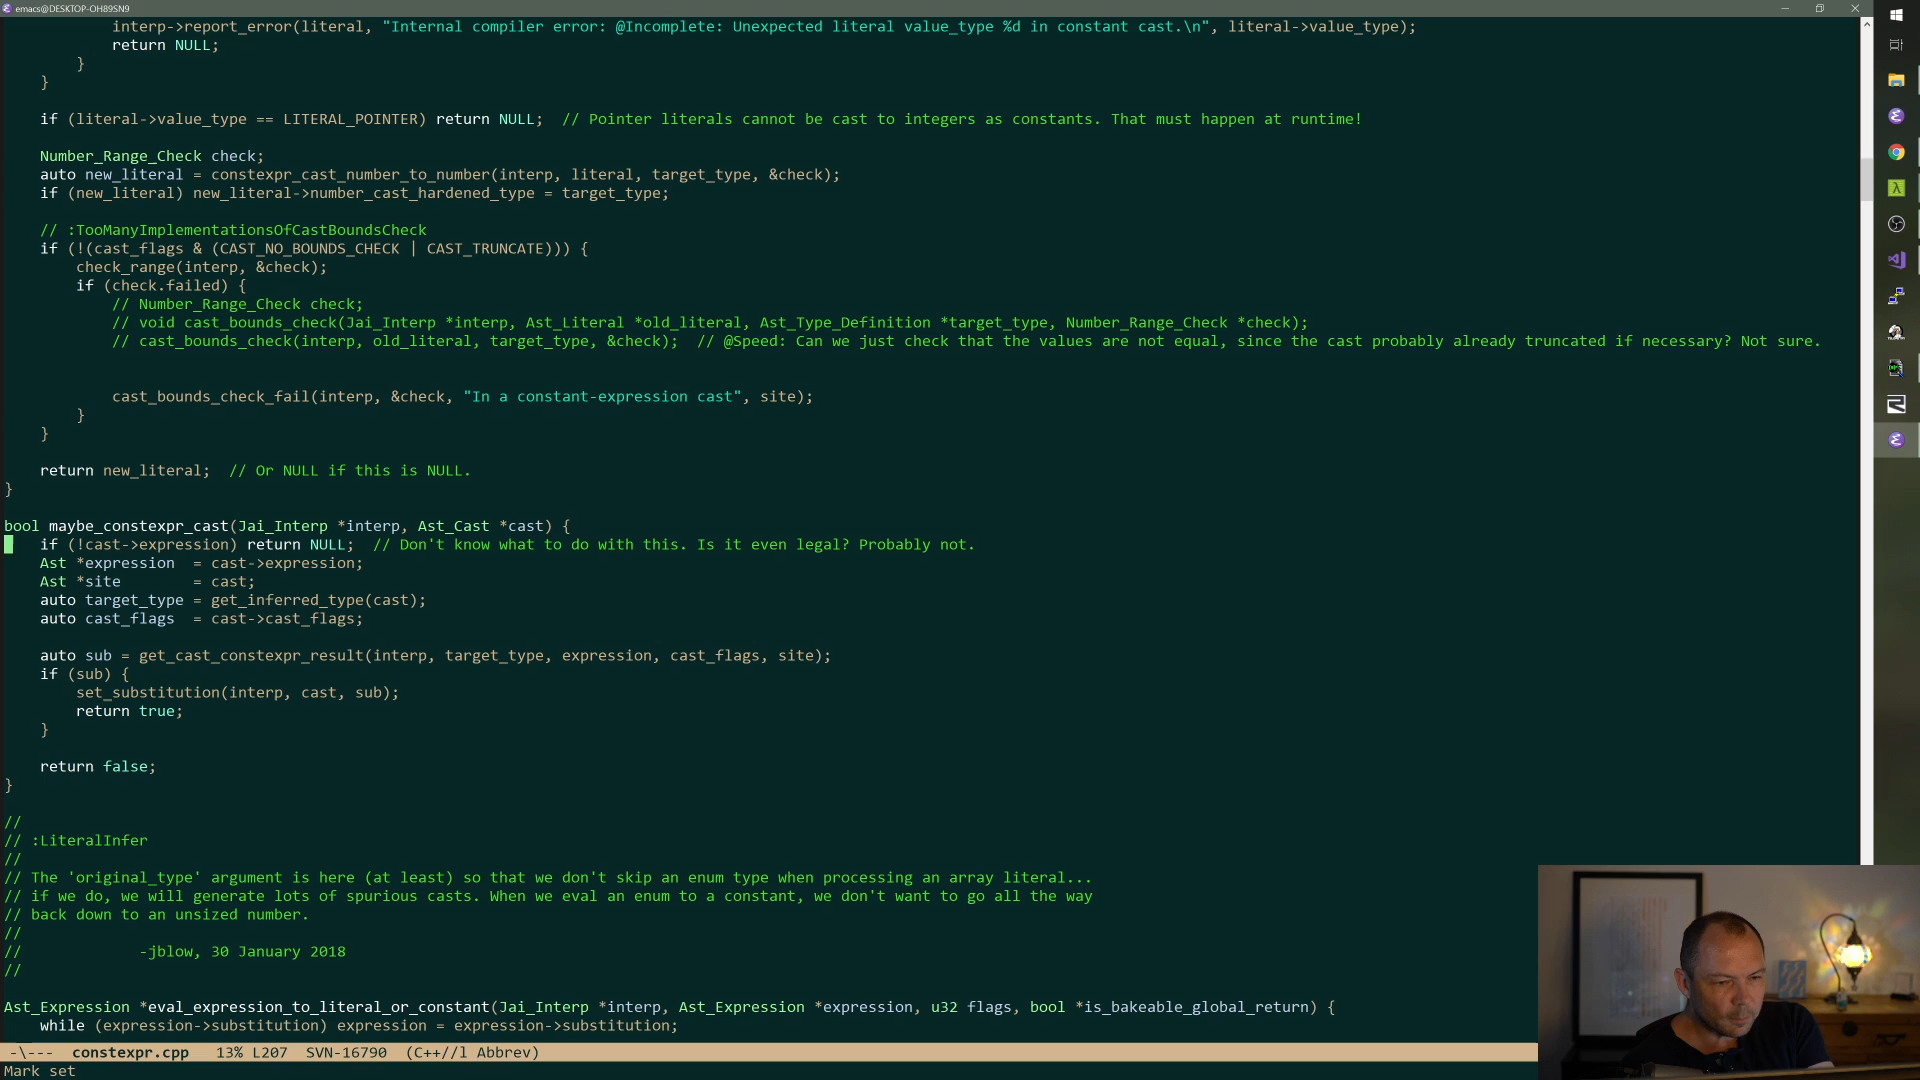 emacs@DESKTOP-OH89SN9
interp->report_error(literal, "Internal compiler error: @Incomplete: Unexpected literal value_type %d in constant cast.\n", literal->value_type);
return NULL;
}
}
if (literal->value_type == LITERAL_POINTER) return NULL;  // Pointer literals cannot be cast to integers as constants. That must happen at runtime!
Number_Range_Check check;
auto new_literal = constexpr_cast_number_to_number(interp, literal, target_type, &check);
if (new_literal) new_literal->number_cast_hardened_type = target_type;
// :TooManyImplementationsOfCastBoundsCheck
if (!(cast_flags & (CAST_NO_BOUNDS_CHECK | CAST_TRUNCATE))) {
check_range(interp, &check);
if (check.failed) {
// Number_Range_Check check;
// void cast_bounds_check(Jai_Interp *interp, Ast_Literal *old_literal, Ast_Type_Definition *target_type, Number_Range_Check *check);
// cast_bounds_check(interp, old_literal, target_type, &check);  // @Speed: Can we just check that the values are not equal, since the cast probably already truncated if necessary? Not sure.
cast_bounds_check_fail(interp, &check, "In a constant-expression cast", site);
}
}
return new_literal;  // Or NULL if this is NULL.
}
bool maybe_constexpr_cast(Jai_Interp *interp, Ast_Cast *cast) {
if (!cast->expression) return NULL;  // Don't know what to do with this. Is it even legal? Probably not.
Ast *expression  = cast->expression;
Ast *site        = cast;
auto target_type = get_inferred_type(cast);
auto cast_flags  = cast->cast_flags;
auto sub = get_cast_constexpr_result(interp, target_type, expression, cast_flags, site);
if (sub) {
set_substitution(interp, cast, sub);
return true;
}
return false;
}
//
// :LiteralInfer
//
// The 'original_type' argument is here (at least) so that we don't skip an enum type when processing an array literal...
// if we do, we will generate lots of spurious casts. When we eval an enum to a constant, we don't want to go all the way
// back down to an unsized number.
//
//             -jblow, 30 January 2018
//
Ast_Expression *eval_expression_to_literal_or_constant(Jai_Interp *interp, Ast_Expression *expression, u32 flags, bool *is_bakeable_global_return) {
while (expression->substitution) expression = expression->substitution;
-\---  constexpr.cpp   13% L207  SVN-16790  (C++//l Abbrev)
Mark set